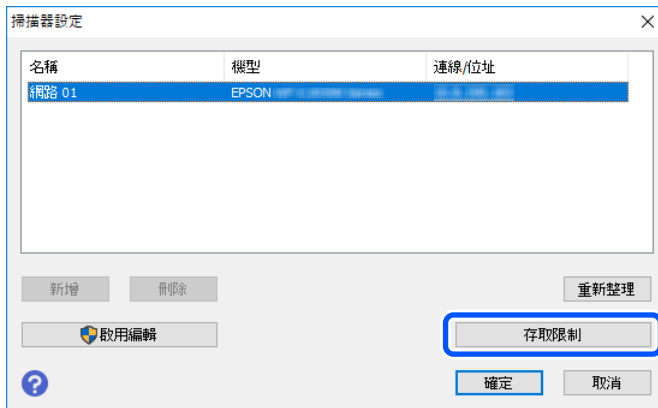 掃描器設定
名稱 機型 連線/位址
網路 01 EPSON
新增 刪除 重新整理
啟用編輯 存取限制
? 確定 取消